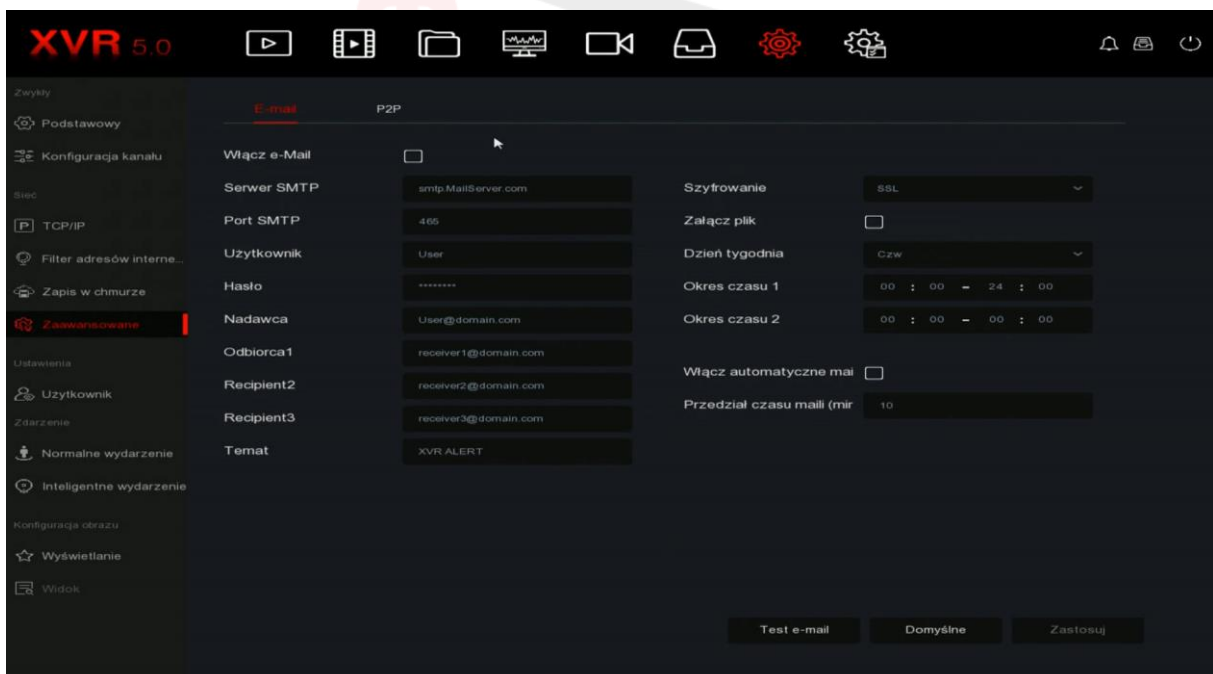 XVR 5.0
Zwykły
Podstawowy
Konfiguracja kanału
Sieć
P TCP/IP
Filter adresów interne...
Zapis w chmurze
Zaawansowane
Ustawienia
Użytkownik
Zdarzenie
Normalne wydarzenie
Inteligentne wydarzenie
Konfiguracja obrazu
Wyświetlanie
Widok
E-mail P2P
Włącz e-Mail
Serwer SMTP smtp.MailServer.com
Port SMTP 465
Użytkownik User
Hasło ********
Nadawca User@domain.com
Odbiorca1 receiver1@domain.com
Recipient2 receiver2@domain.com
Recipient3 receiver3@domain.com
Temat XVR ALERT
Szyfrowanie SSL
Załącz plik
Dzień tygodnia Czw
Okres czasu 1 00 : 00 - 24 : 00
Okres czasu 2 00 : 00 - 00 : 00
Włącz automatyczne mai
Przedział czasu maili (mir 10
Test e-mail Domyślne Zastosuj